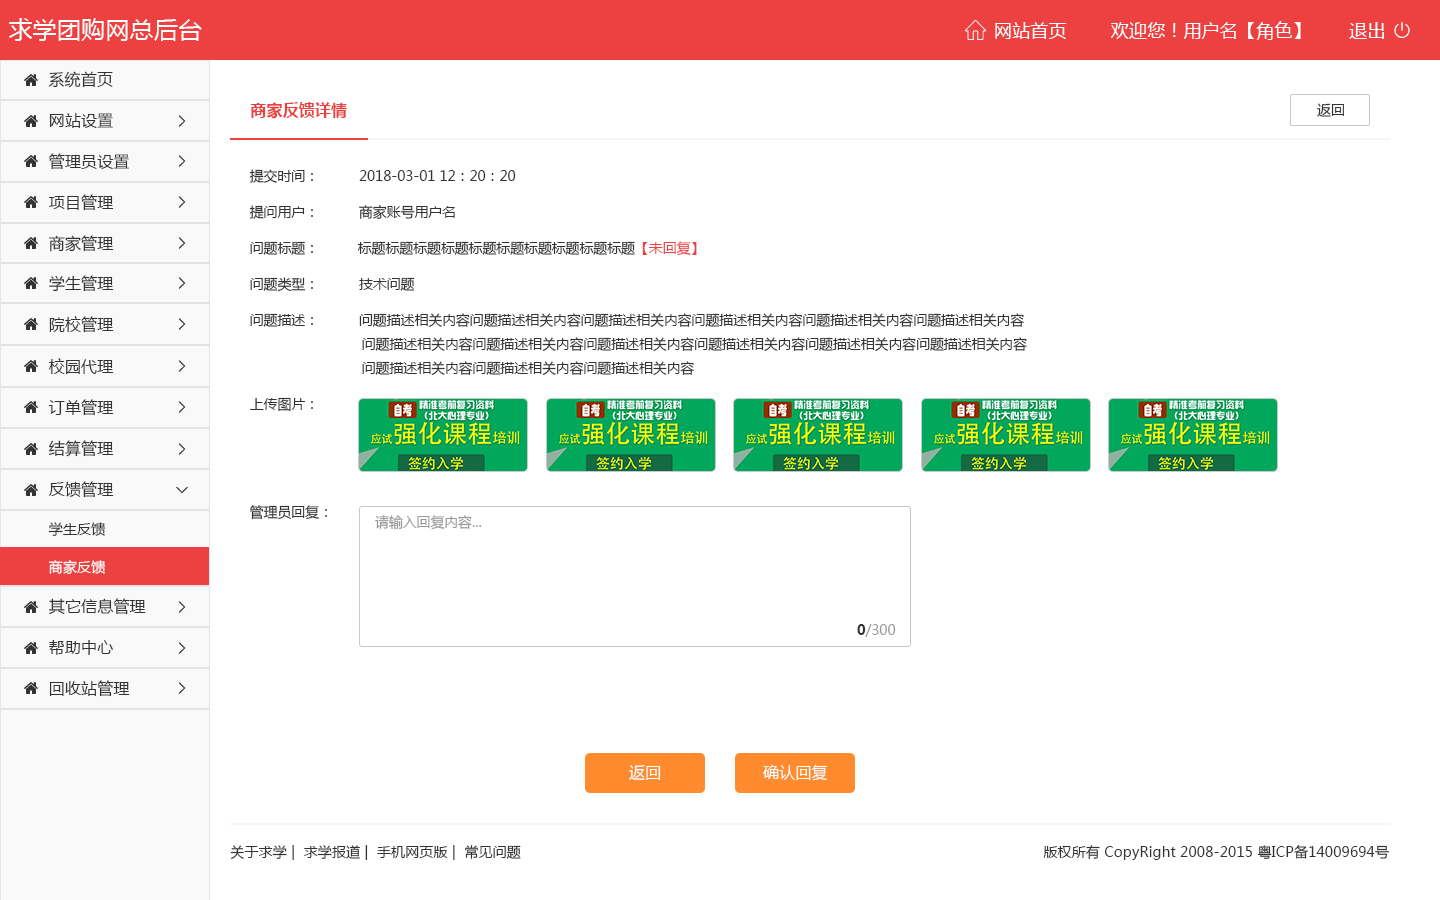 求学团购网总后台
网站首页 欢迎您！用户名【角色】 退出
系统首页
网站设置
管理员设置
项目管理
商家管理
学生管理
院校管理
校园代理
订单管理
结算管理
反馈管理
学生反馈
商家反馈
其它信息管理
帮助中心
回收站管理
商家反馈详情 返回
提交时间： 2018-03-01 12：20：20
提问用户： 商家账号用户名
问题标题： 标题标题标题标题标题标题标题标题标题标题【未回复】
问题类型： 技术问题
问题描述： 问题描述相关内容问题描述相关内容问题描述相关内容问题描述相关内容问题描述相关内容问题描述相关内容
问题描述相关内容问题描述相关内容问题描述相关内容问题描述相关内容问题描述相关内容问题描述相关内容
问题描述相关内容问题描述相关内容问题描述相关内容
上传图片：
自考 精准考前复习资料
（北大心理专业）
应试强化课程培训
签约入学
自考 精准考前复习资料
（北大心理专业）
应试强化课程培训
签约入学
自考 精准考前复习资料
（北大心理专业）
应试强化课程培训
签约入学
自考 精准考前复习资料
（北大心理专业）
应试强化课程培训
签约入学
自考 精准考前复习资料
（北大心理专业）
应试强化课程培训
签约入学
管理员回复： 请输入回复内容...
0/300
返回 确认回复
关于求学 | 求学报道 | 手机网页版 | 常见问题
版权所有 CopyRight 2008-2015 粤ICP备14009694号